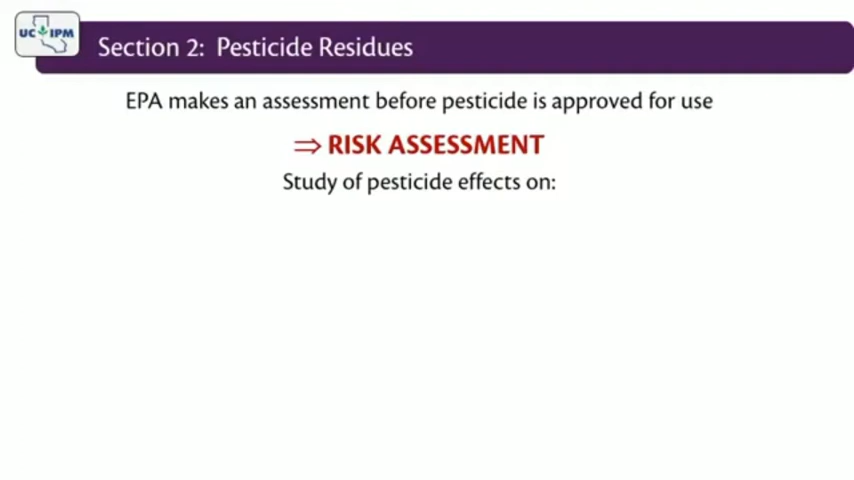 UC IPM
Section 2: Pesticide Residues
EPA makes an assessment before pesticide is approved for use
⇒ RISK ASSESSMENT
Study of pesticide effects on: